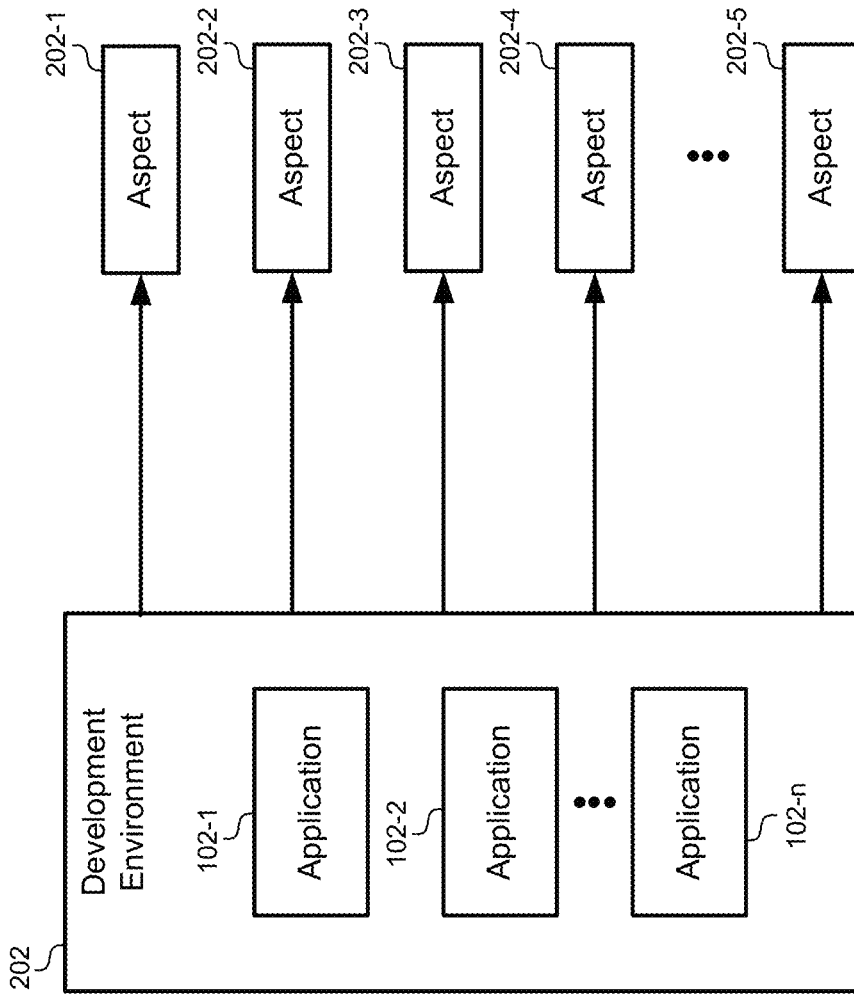 202
Development
Environment
102-1
Application
102-2
Application
102-n
Application
202-1
Aspect
202-2
Aspect
202-3
Aspect
202-4
Aspect
202-5
Aspect